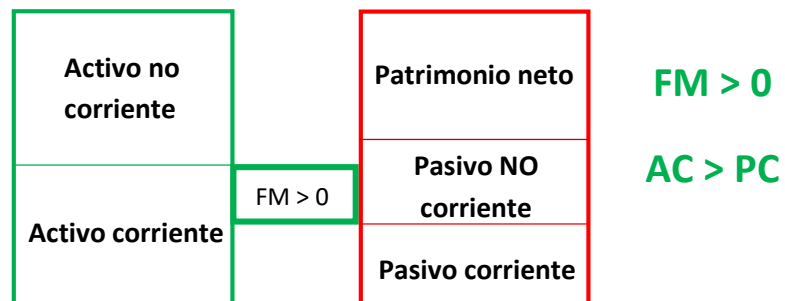 Activo no
corriente
Activo corriente
FM > 0
Patrimonio neto
Pasivo NO
corriente
Pasivo corriente
FM > 0
AC > PC